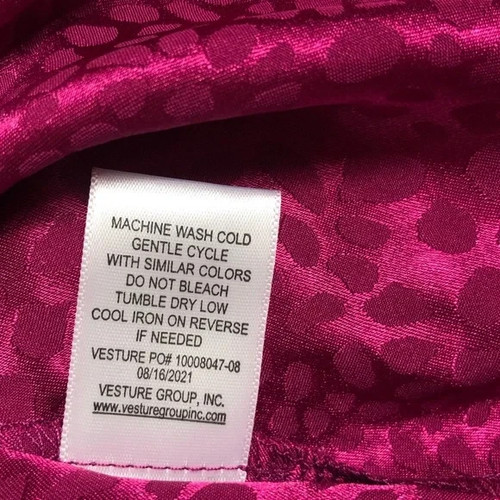 MACHINE WASH COLD
GENTLE CYCLE
WITH SIMILAR COLORS
DO NOT BLEACH
TUMBLE DRY LOW
COOL IRON ON REVERSE
IF NEEDED
VESTURE PO# 10008047-08
08/16/2021
VESTURE GROUP, INC.
www.vesturegroupinc.com